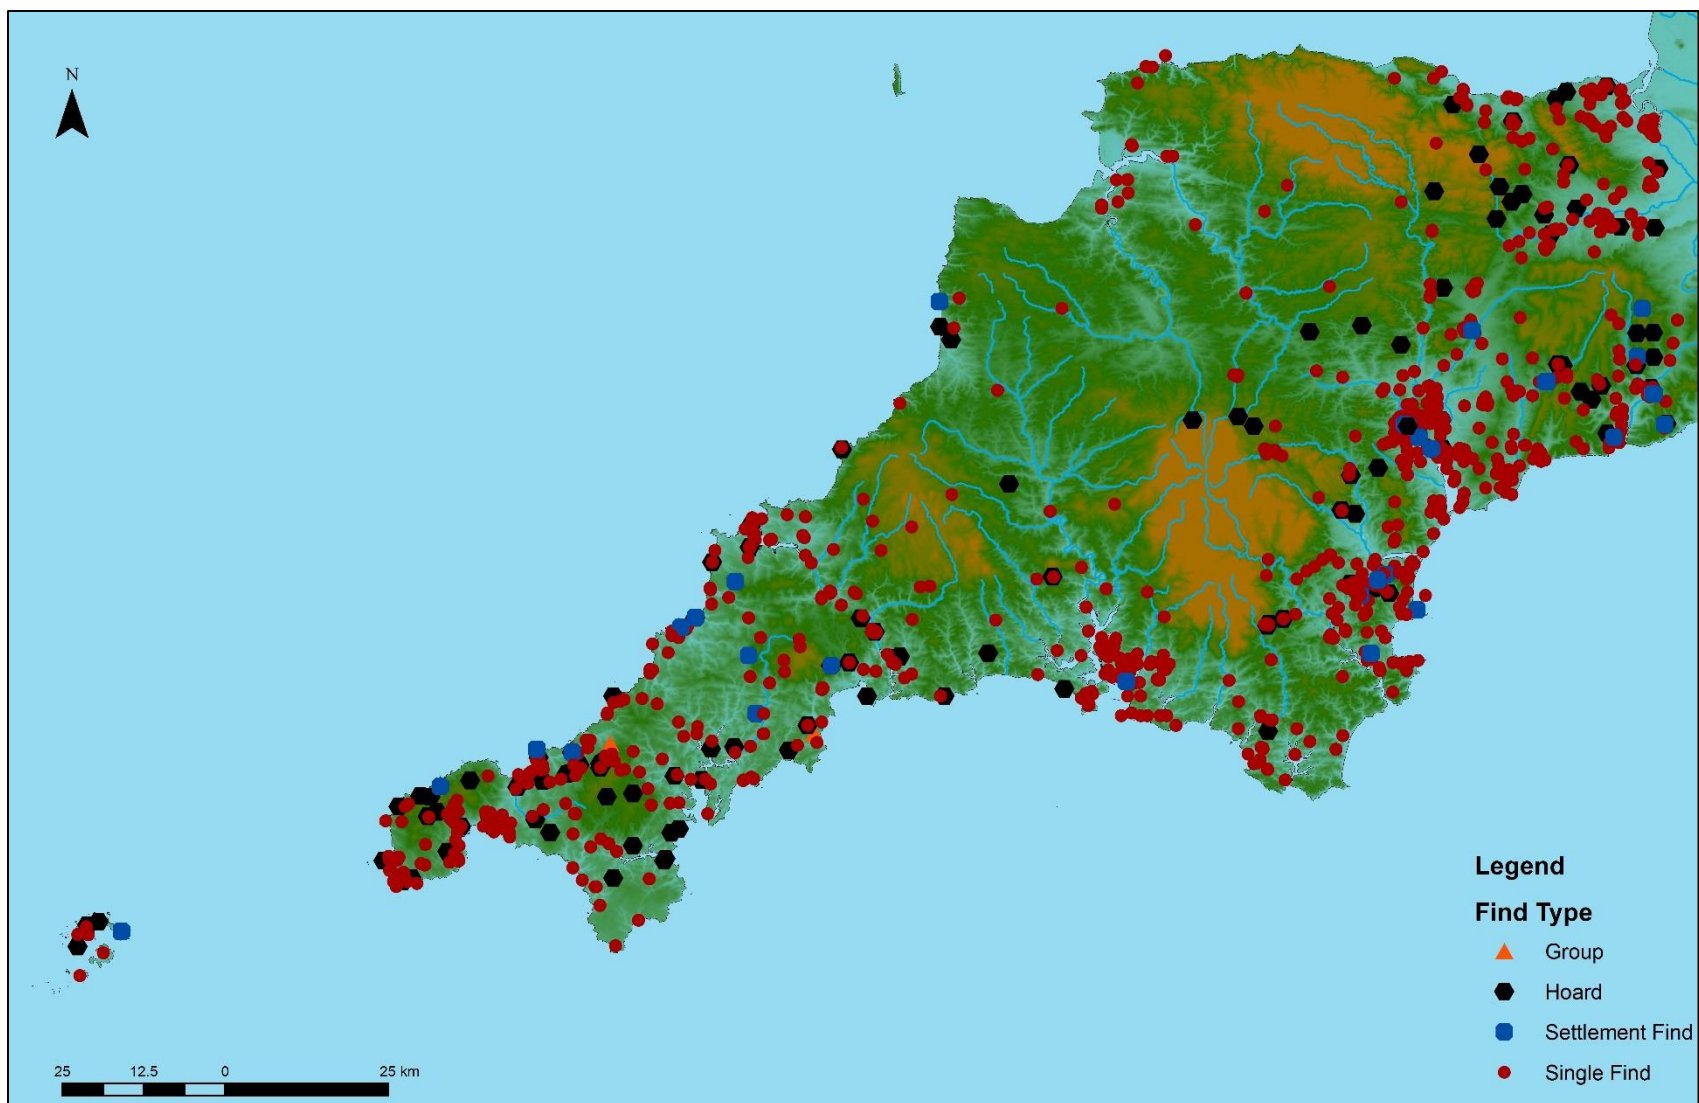 N
Legend
Find Type
Group
Hoard
Settlement Find
Single Find
25 12.5 0 25 km